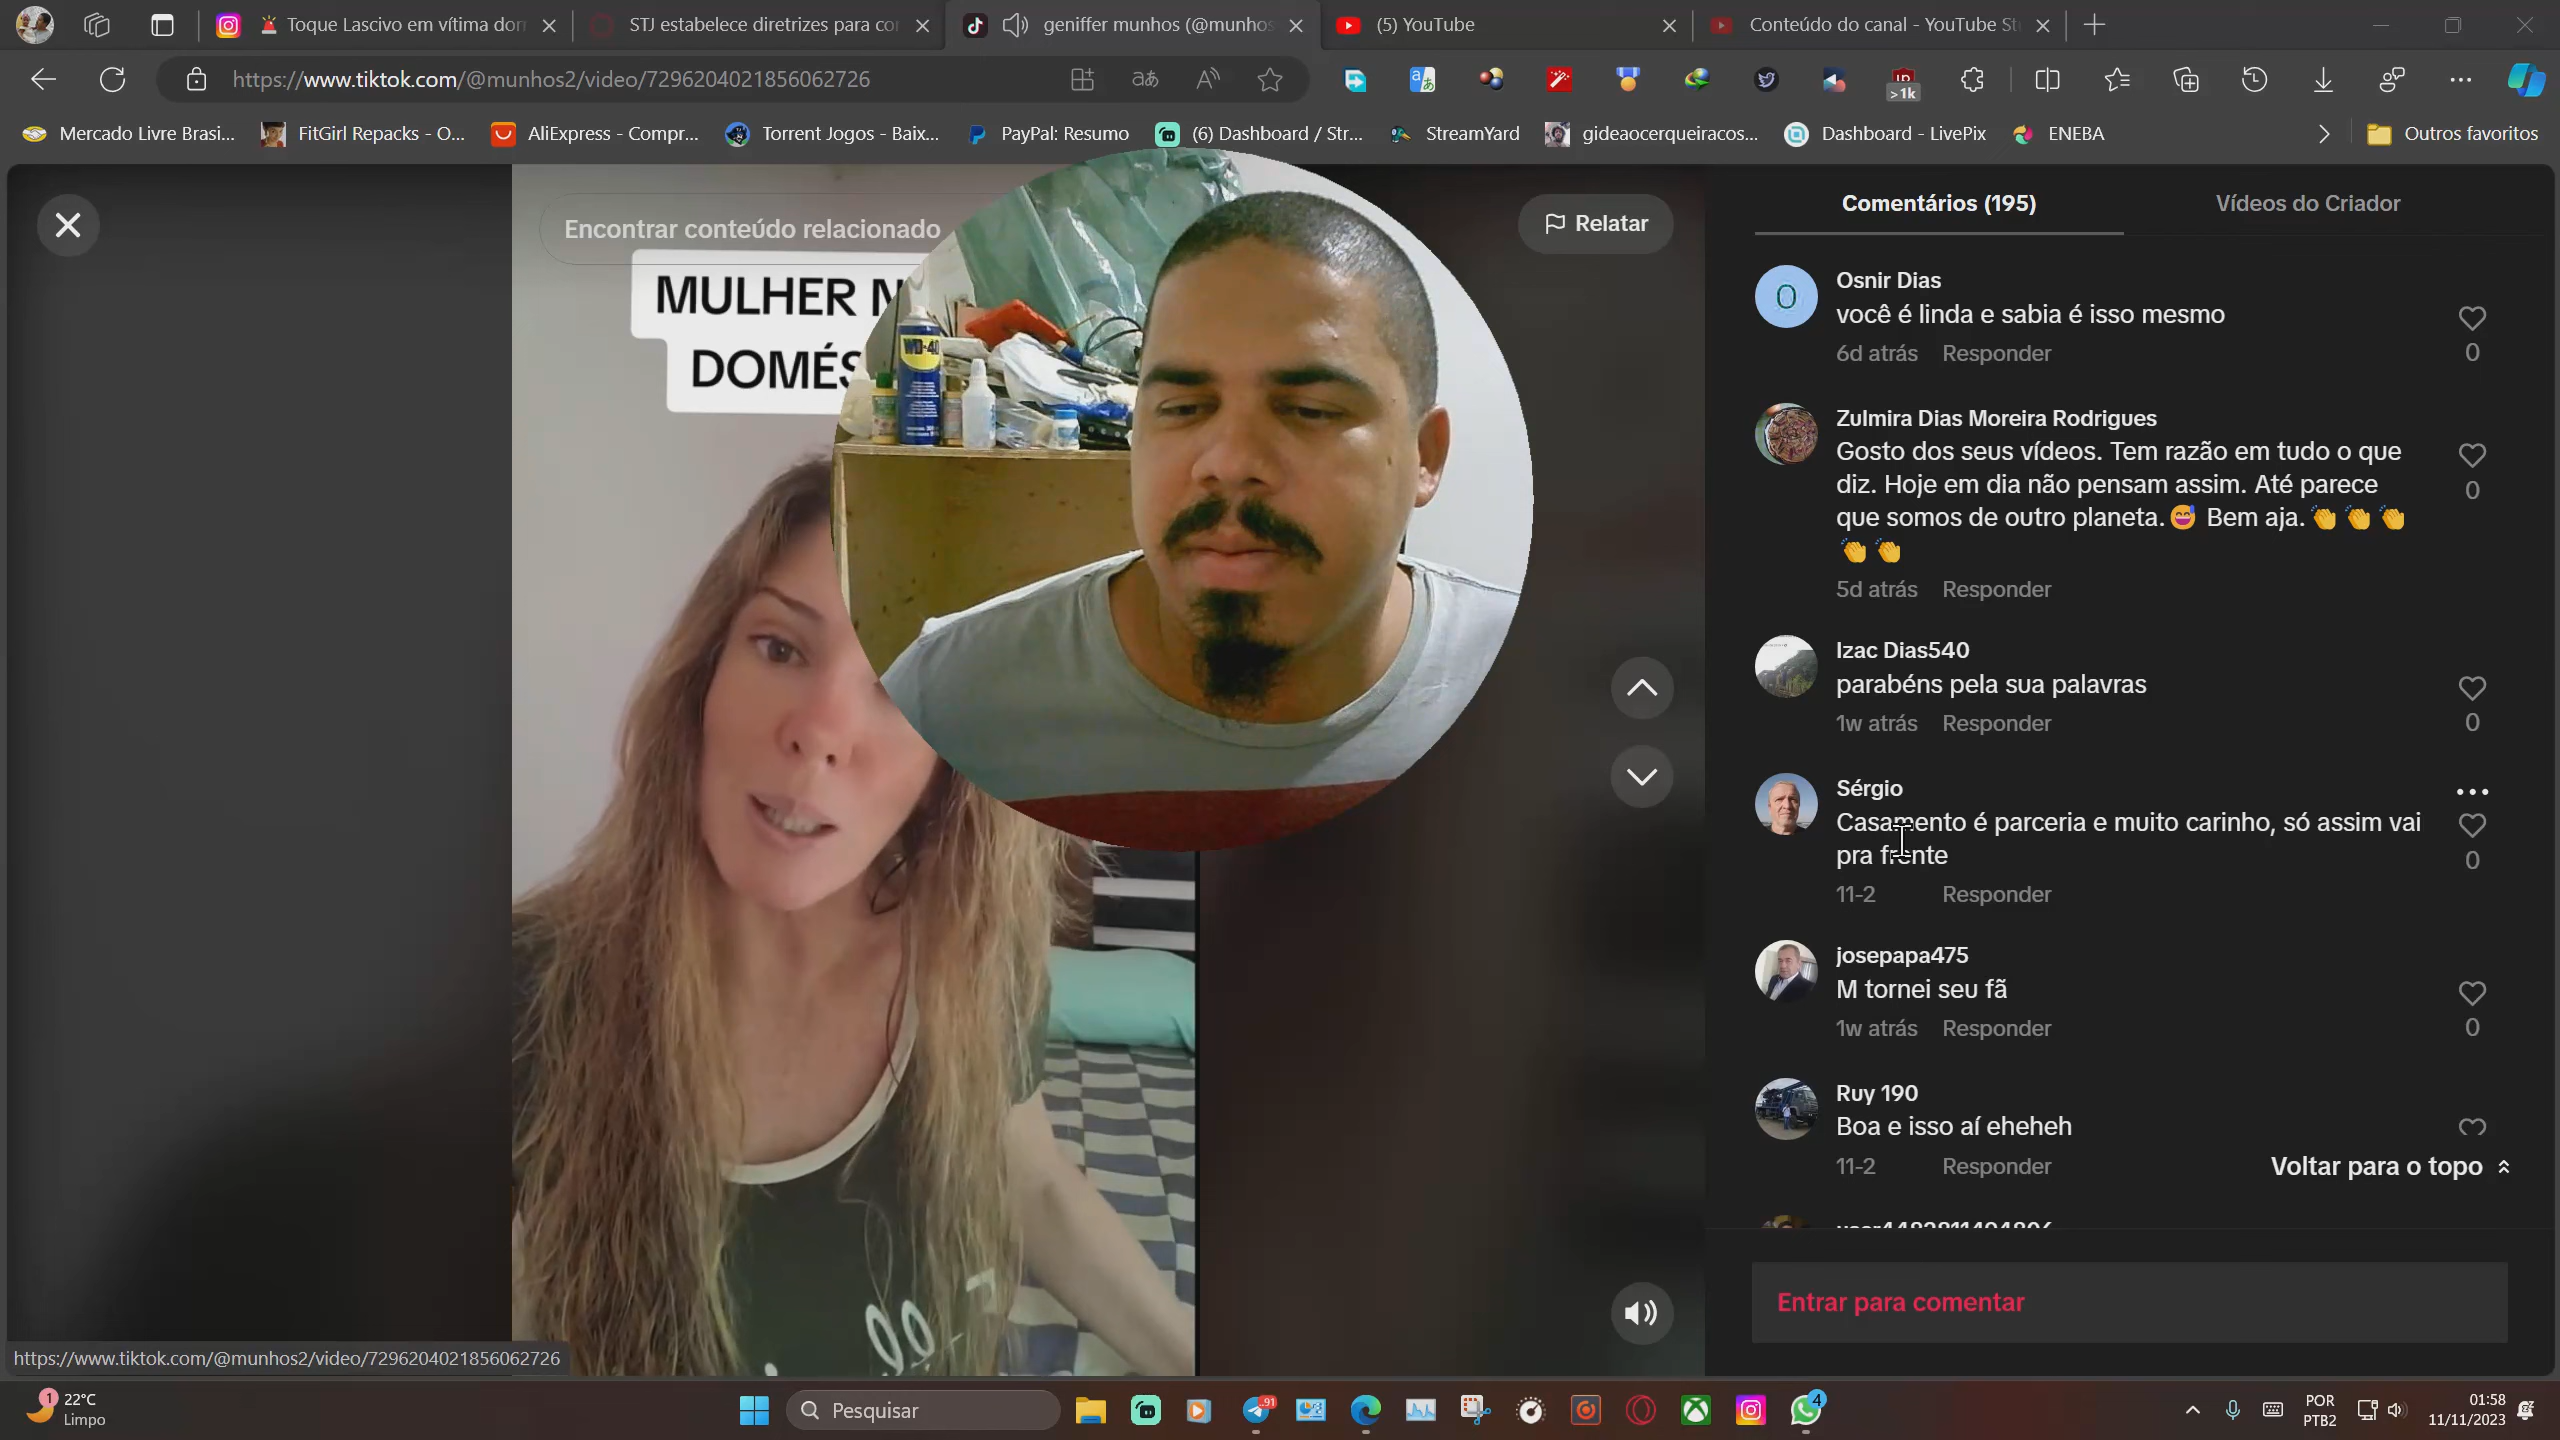 Toque Lascivo em vítima dor
STJ estabelece diretrizes para co
geniffer munhos (@munhos
(5) YouTube
Conteúdo do canal - YouTube St
https://www.tiktok.com/@munhos2/video/7296204021856062726
>1k
Mercado Livre Brasi...
FitGirl Repacks - O...
AliExpress - Compr...
Torrent Jogos - Baix...
PayPal: Resumo
(6) Dashboard / Str...
StreamYard
gideaocerqueiracos...
Dashboard - LivePix
ENEBA
Outros favoritos
Encontrar conteúdo relacionado
Relatar
MULHER N
DOMÉS
WD-40
Comentários (195)
Vídeos do Criador
O
Osnir Dias
você é linda e sabia é isso mesmo
6d atrás Responder
0
Zulmira Dias Moreira Rodrigues
Gosto dos seus vídeos. Tem razão em tudo o que
diz. Hoje em dia não pensam assim. Até parece
que somos de outro planeta.😅 Bem aja. 👏👏👏
👏👏
5d atrás Responder
0
Izac Dias540
parabéns pela sua palavras
1w atrás Responder
0
Sérgio
Casamento é parceria e muito carinho, só assim vai
pra frente
11-2 Responder
0
josepapa475
M tornei seu fã
1w atrás Responder
0
Ruy 190
Boa e isso aí eheheh
11-2 Responder
Voltar para o topo
Entrar para comentar
https://www.tiktok.com/@munhos2/video/7296204021856062726
1
22°C
Limpo
Pesquisar
91
4
POR
PTB2
01:58
11/11/2023